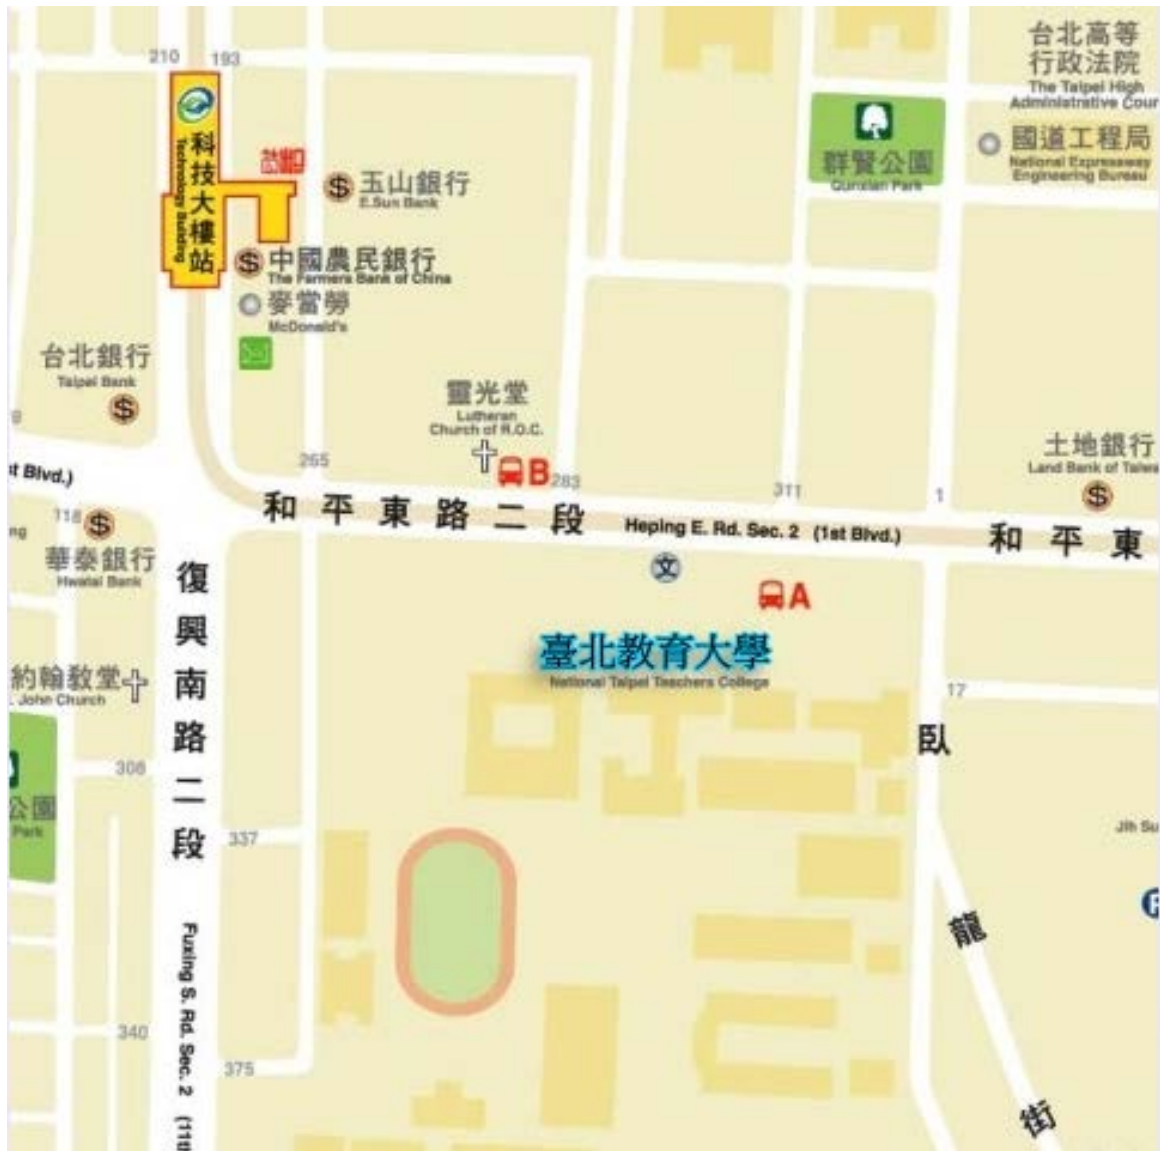 210
193
科技大樓站
Technology Building
玉山銀行
E.Sun Bank
中國農民銀行
The Farmers Bank of China
麥當勞
McDonald's
台北銀行
Taipei Bank
群賢公園
Qunxian Park
台北高等
行政法院
The Taipei High
Administrative Cour
國道工程局
National Expressway
Engineering Bureau
靈光堂
Lutheran
Church of R.O.C.
土地銀行
Land Bank of Taiwa
265
B
283
311
1
t Blvd.)
和平東路二段
Heping E. Rd. Sec. 2 (1st Blvd.)
和平東
118
華泰銀行
Hwatai Bank
文
A
臺北教育大學
National Taipei Teachers College
約翰教堂
. John Church
復興南路二段
Fuxing S. Rd. Sec. 2 (11t
17
臥龍街
308
公園
Park
337
Jih Su
P
340
375